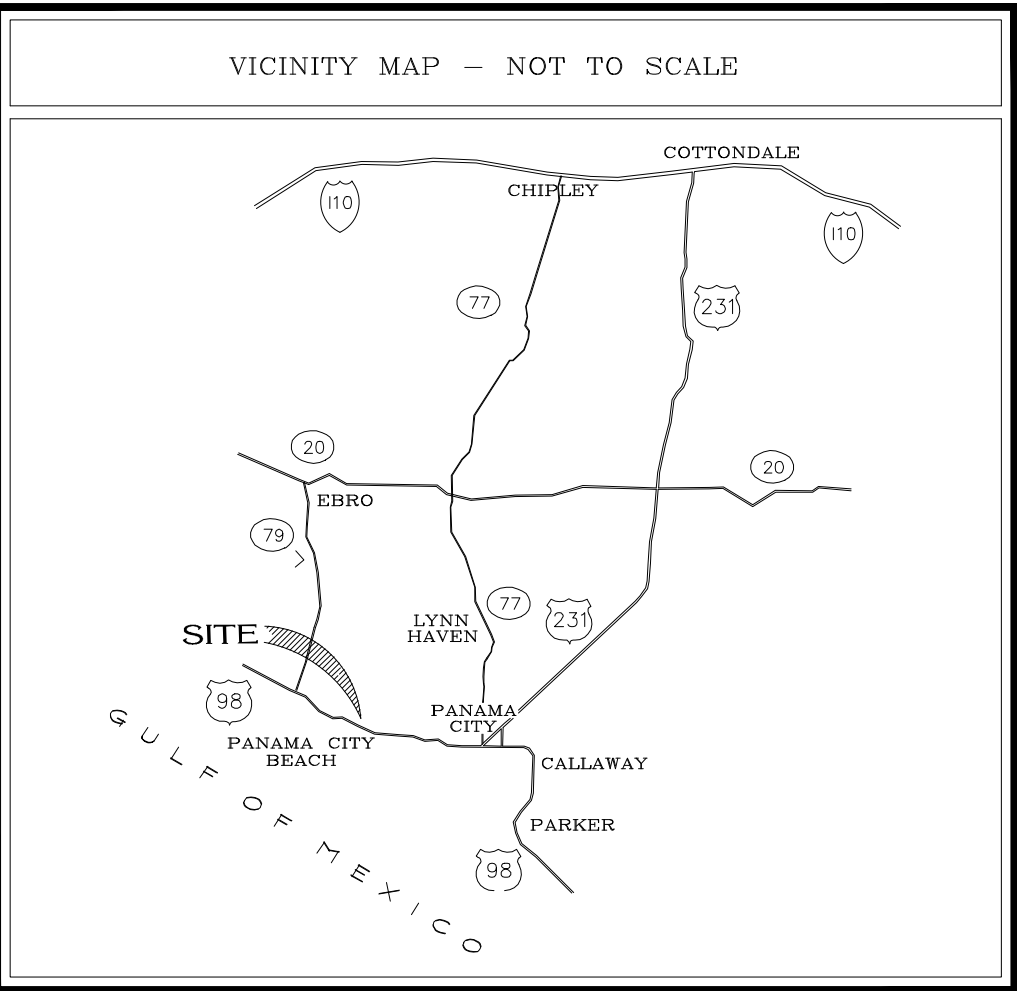 VICINITY MAP – NOT TO SCALE
COTTONDALE
CHIPLEY
I10
I10
77
231
20
20
EBRO
79
77
231
LYNN
HAVEN
SITE
98
PANAMA
CITY
PANAMA CITY
BEACH
CALLAWAY
PARKER
98
GULF OF MEXICO